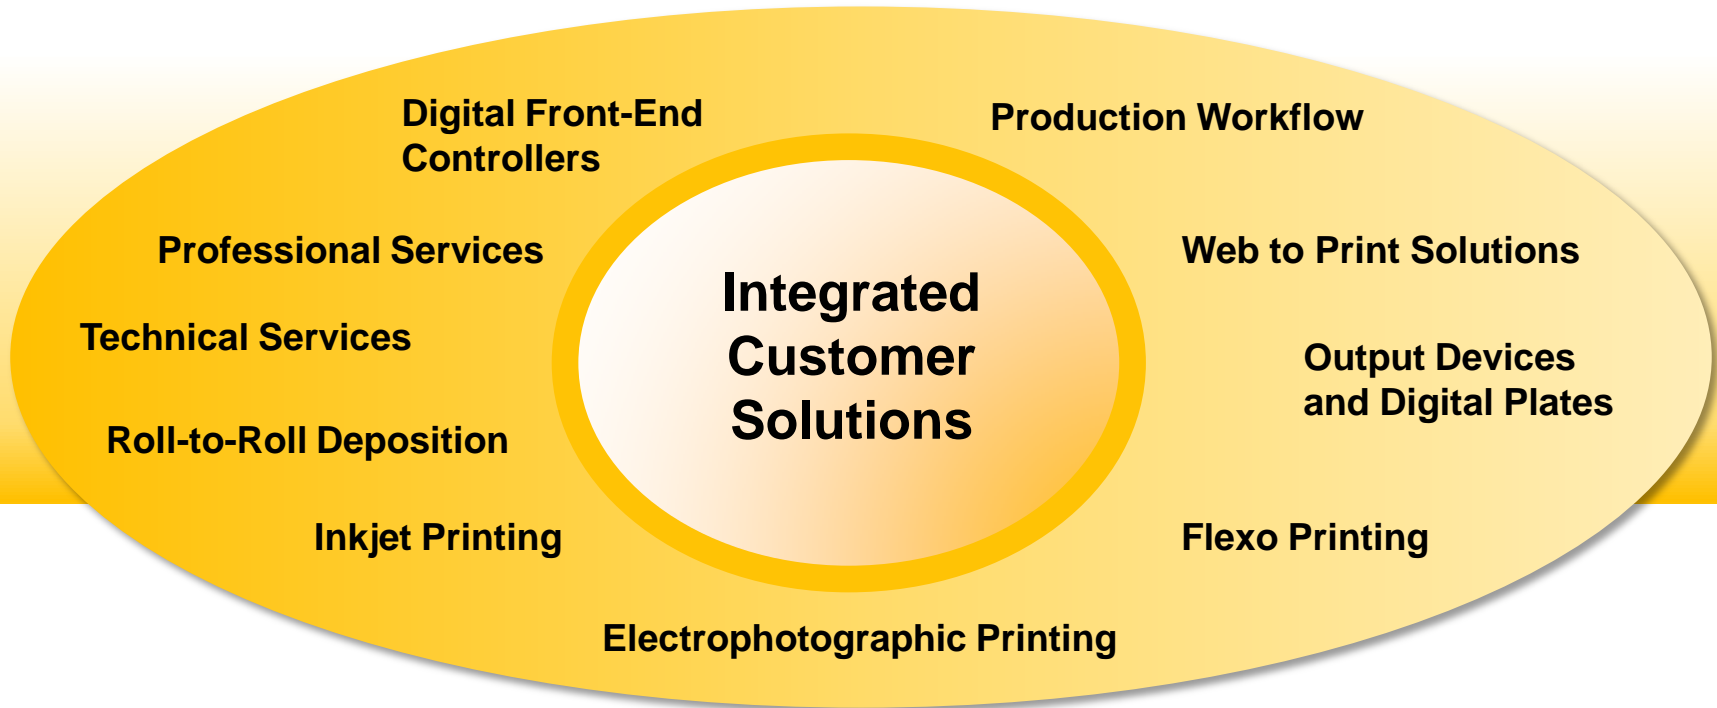 Digital Front-End
Controllers
Production Workflow
Professional Services
Web to Print Solutions
Integrated
Customer
Solutions
Technical Services
Output Devices
and Digital Plates
Roll-to-Roll Deposition
Inkjet Printing
Flexo Printing
Electrophotographic Printing